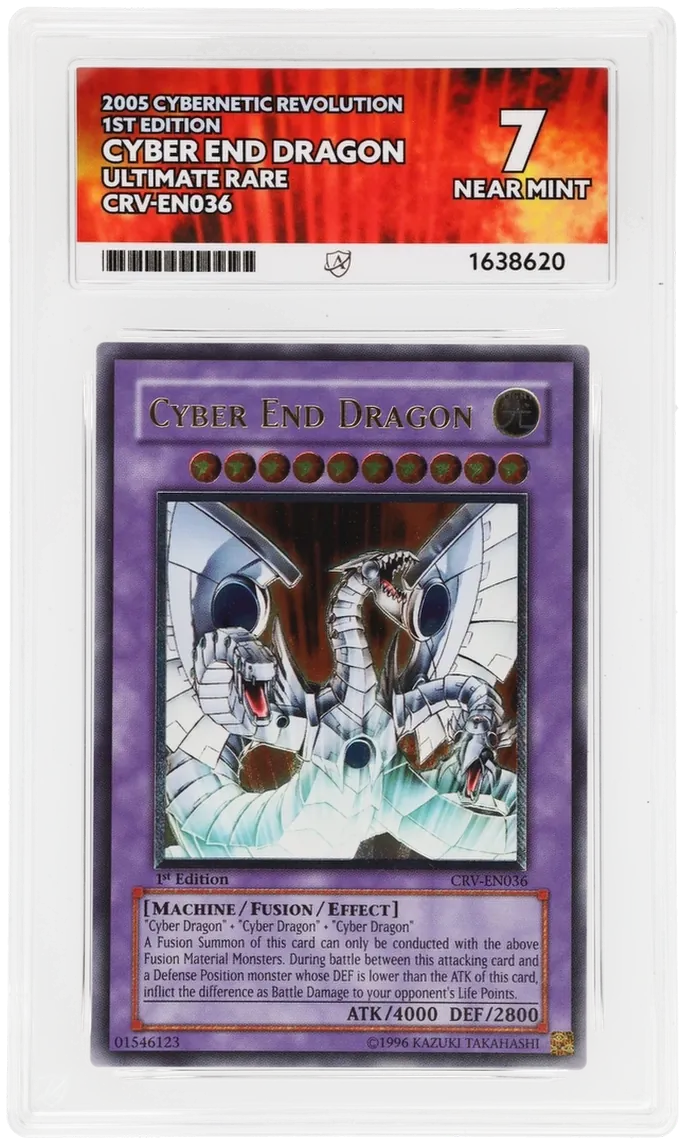 2005 CYBERNETIC REVOLUTION
1ST EDITION
CYBER END DRAGON
ULTIMATE RARE
CRV-EN036
7
NEAR MINT
A
1638620
CYBER END DRAGON
光
1st Edition
CRV-EN036
[MACHINE/FUSION/EFFECT]
"Cyber Dragon" + "Cyber Dragon" + "Cyber Dragon"
A Fusion Summon of this card can only be conducted with the above
Fusion Material Monsters. During battle between this attacking card and
a Defense Position monster whose DEF is lower than the ATK of this card,
inflict the difference as Battle Damage to your opponent's Life Points.
ATK/4000 DEF/2800
01546123
©1996 KAZUKI TAKAHASHI